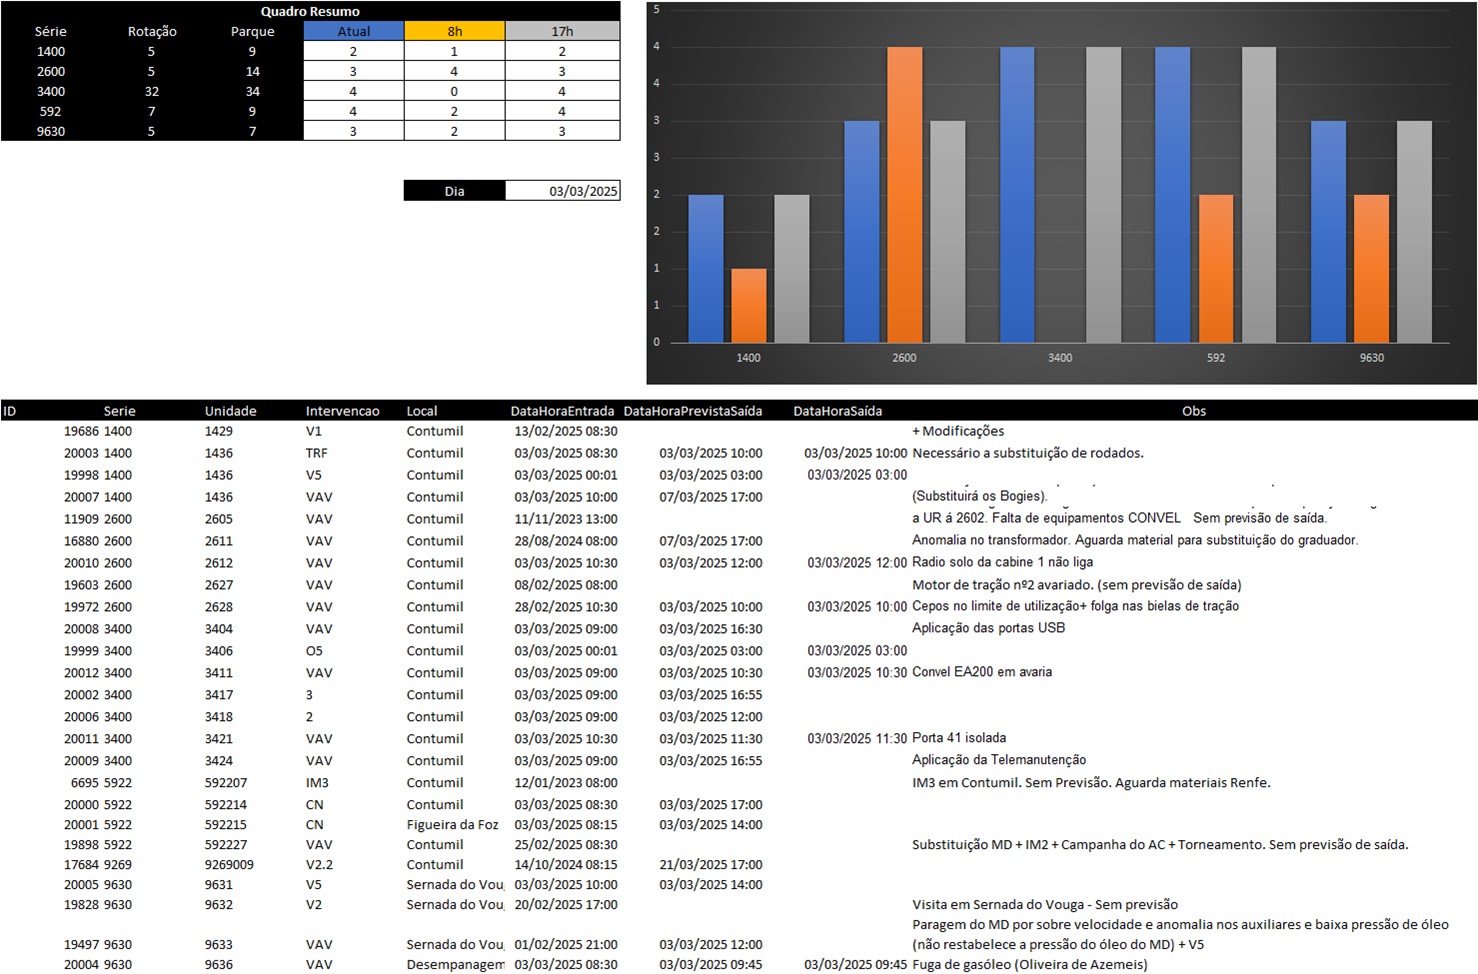 Quadro Resumo
Série Rotação Parque Atual 8h 17h
1400 5 9 2 1 2
2600 5 14 3 4 3
3400 32 34 4 0 4
592 7 9 4 2 4
9630 5 7 3 2 3
Dia 03/03/2025
5
4
4
3
3
2
2
1
1
0
1400 2600 3400 592 9630
ID Serie Unidade Intervencao Local DataHoraEntrada DataHoraPrevistaSaída DataHoraSaída Obs
19686 1400 1429 V1 Contumil 13/02/2025 08:30 + Modificações
20003 1400 1436 TRF Contumil 03/03/2025 08:30 03/03/2025 10:00 03/03/2025 10:00 Necessário a substituição de rodados.
19998 1400 1436 V5 Contumil 03/03/2025 00:01 03/03/2025 03:00 03/03/2025 03:00
20007 1400 1436 VAV Contumil 03/03/2025 10:00 07/03/2025 17:00 (Substituirá os Bogies).
11909 2600 2605 VAV Contumil 11/11/2023 13:00 a UR á 2602. Falta de equipamentos CONVEL Sem previsão de saída.
16880 2600 2611 VAV Contumil 28/08/2024 08:00 07/03/2025 17:00 Anomalia no transformador. Aguarda material para substituição do graduador.
20010 2600 2612 VAV Contumil 03/03/2025 10:30 03/03/2025 12:00 03/03/2025 12:00 Radio solo da cabine 1 não liga
19603 2600 2627 VAV Contumil 08/02/2025 08:00 Motor de tração nº2 avariado. (sem previsão de saída)
19972 2600 2628 VAV Contumil 28/02/2025 10:30 03/03/2025 10:00 03/03/2025 10:00 Cepos no limite de utilização+ folga nas bielas de tração
20008 3400 3404 VAV Contumil 03/03/2025 09:00 03/03/2025 16:30 Aplicação das portas USB
19999 3400 3406 O5 Contumil 03/03/2025 00:01 03/03/2025 03:00 03/03/2025 03:00
20012 3400 3411 VAV Contumil 03/03/2025 09:00 03/03/2025 10:30 03/03/2025 10:30 Convel EA200 em avaria
20002 3400 3417 3 Contumil 03/03/2025 09:00 03/03/2025 16:55
20006 3400 3418 2 Contumil 03/03/2025 09:00 03/03/2025 12:00
20011 3400 3421 VAV Contumil 03/03/2025 10:30 03/03/2025 11:30 03/03/2025 11:30 Porta 41 isolada
20009 3400 3424 VAV Contumil 03/03/2025 09:00 03/03/2025 16:55 Aplicação da Telemanutenção
6695 5922 592207 IM3 Contumil 12/01/2023 08:00 IM3 em Contumil. Sem Previsão. Aguarda materiais Renfe.
20000 5922 592214 CN Contumil 03/03/2025 08:30 03/03/2025 17:00
20001 5922 592215 CN Figueira da Foz 03/03/2025 08:15 03/03/2025 14:00
19898 5922 592227 VAV Contumil 25/02/2025 08:30 Substituição MD + IM2 + Campanha do AC + Torneamento. Sem previsão de saída.
17684 9269 9269009 V2.2 Contumil 14/10/2024 08:15 21/03/2025 17:00
20005 9630 9631 V5 Sernada do Voug 03/03/2025 10:00 03/03/2025 14:00
19828 9630 9632 V2 Sernada do Voug 20/02/2025 17:00 Visita em Sernada do Vouga - Sem previsão
Paragem do MD por sobre velocidade e anomalia nos auxiliares e baixa pressão de óleo
19497 9630 9633 VAV Sernada do Voug 01/02/2025 21:00 03/03/2025 12:00 (não restabelece a pressão do óleo do MD) + V5
20004 9630 9636 VAV Desempanagem 03/03/2025 08:30 03/03/2025 09:45 03/03/2025 09:45 Fuga de gasóleo (Oliveira de Azemeis)